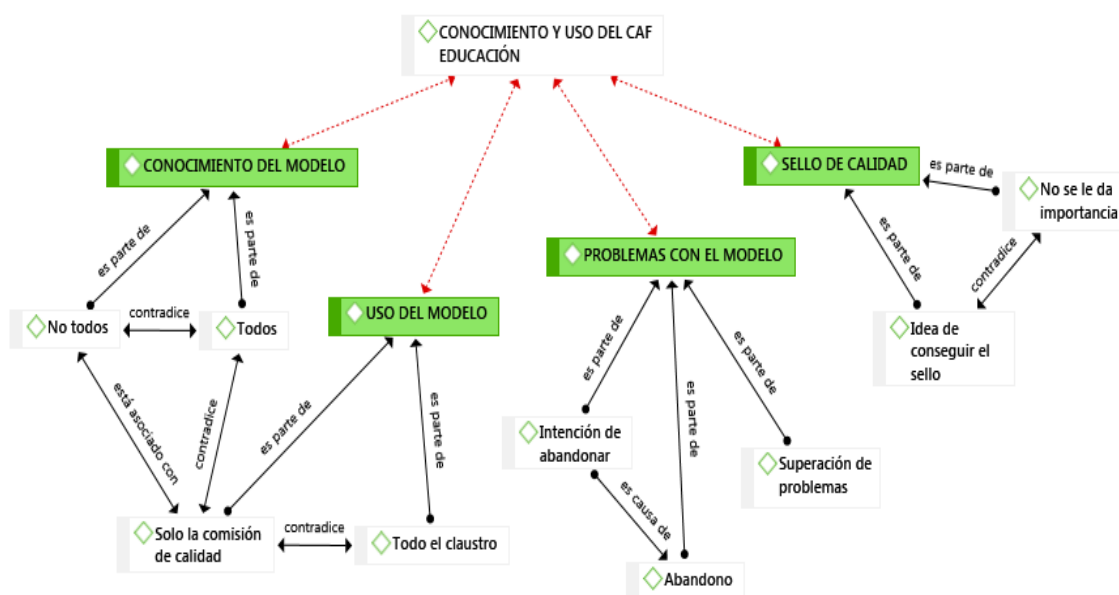 CONOCIMIENTO Y USO DEL CAF
EDUCACIÓN
CONOCIMIENTO DEL MODELO
SELLO DE CALIDAD
es parte de
No se le da
importancia
es parte de
es parte de
es parte de
contradice
PROBLEMAS CON EL MODELO
No todos
contradice
Todos
USO DEL MODELO
Idea de
conseguir el
sello
está asociado con
contradice
es parte de
es parte de
es parte de
es parte de
es parte de
Intención de
abandonar
Superación de
problemas
es causa de
Solo la comisión
de calidad
contradice
Todo el claustro
Abandono